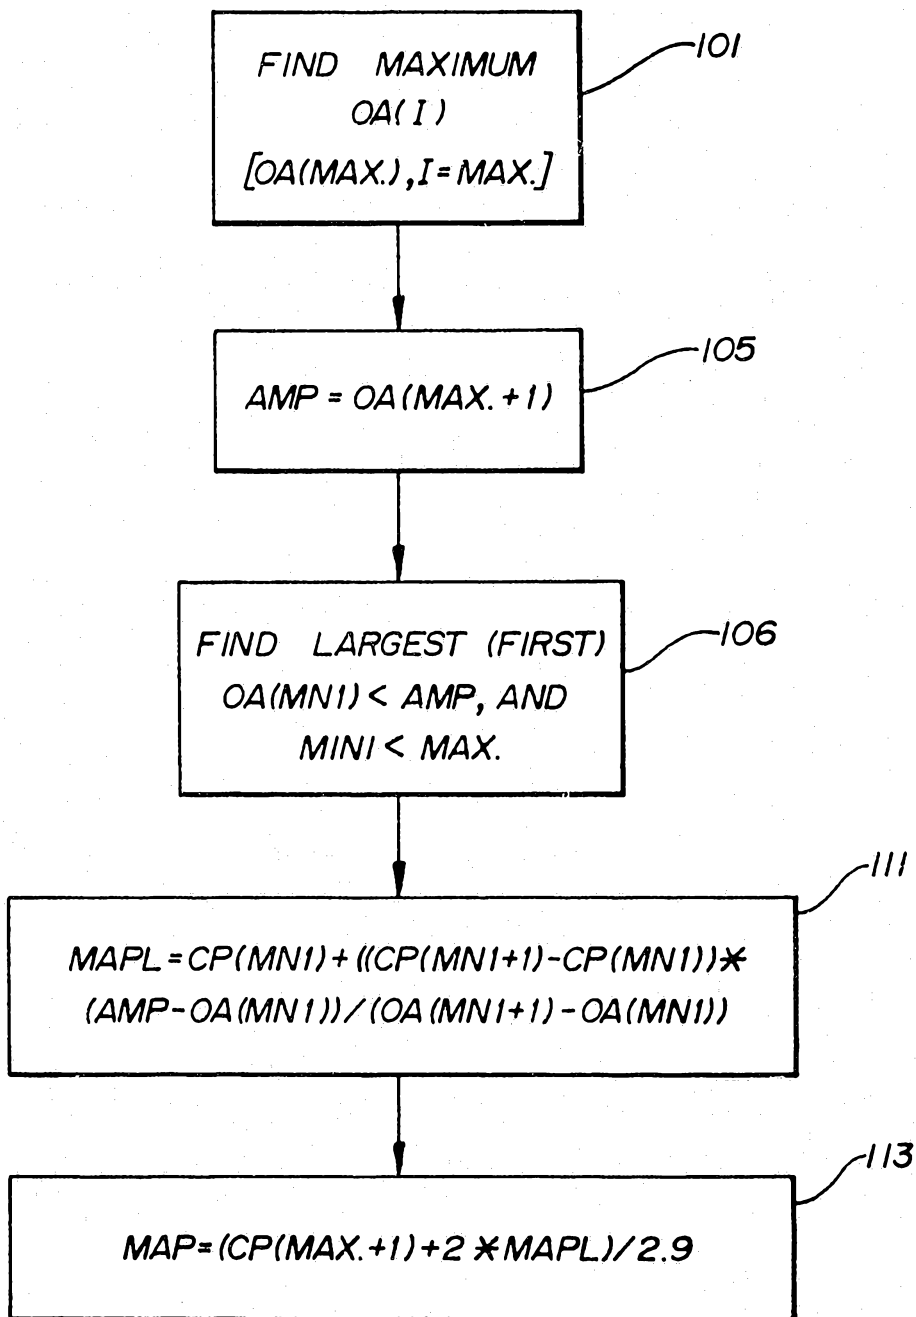 FIND MAXIMUM
OA(I)
[OA(MAX.), I=MAX.]
101
AMP = OA(MAX. +1)
105
FIND LARGEST (FIRST)
OA(MN1) < AMP, AND
MINI < MAX.
106
MAPL = CP(MN1) + ((CP(MN1+1)-CP(MN1))*
(AMP-OA(MN1))/(OA(MN1+1)-OA(MN1))
111
MAP=(CP(MAX.+1)+2*MAPL)/2.9
113